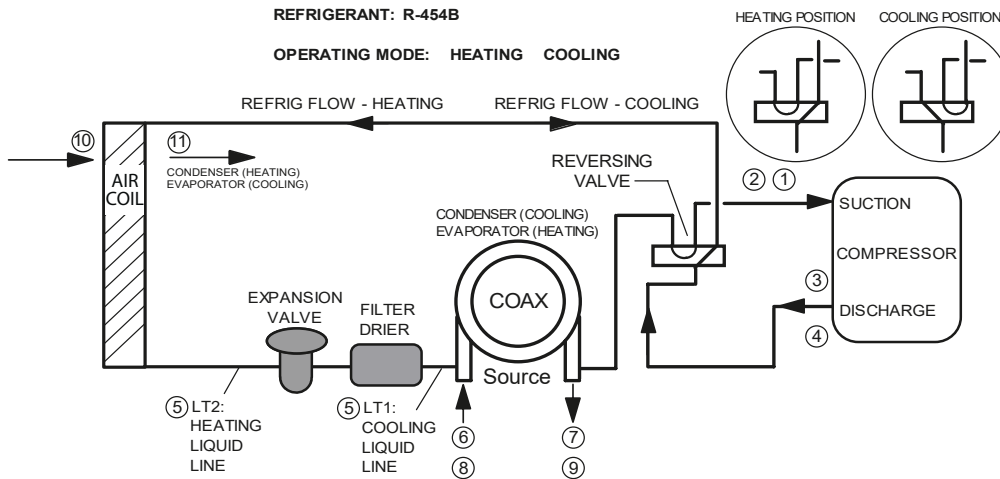 REFRIGERANT: R-454B
OPERATING MODE: HEATING COOLING
HEATING POSITION
COOLING POSITION
REFRIG FLOW - HEATING
REFRIG FLOW - COOLING
10
11
CONDENSER (HEATING)
EVAPORATOR (COOLING)
AIR
COIL
REVERSING
VALVE
2
1
SUCTION
COMPRESSOR
3
DISCHARGE
4
CONDENSER (COOLING)
EVAPORATOR (HEATING)
COAX
Source
EXPANSION
VALVE
FILTER
DRIER
5 LT2:
HEATING
LIQUID
LINE
5 LT1:
COOLING
LIQUID
LINE
6
8
7
9